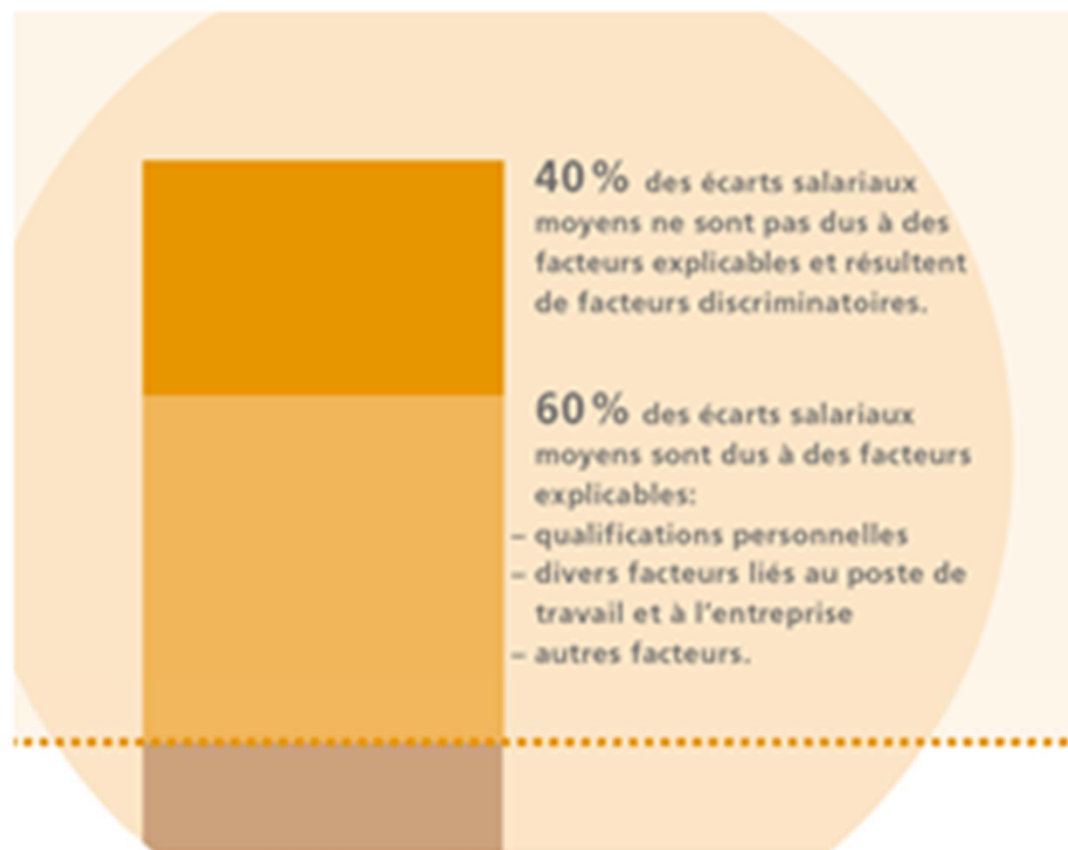 40 % des écarts salariaux
moyens ne sont pas dus à des
facteurs explicables et résultent
de facteurs discriminatoires.
60 % des écarts salariaux
moyens sont dus à des facteurs
explicables:
– qualifications personnelles
– divers facteurs liés au poste de
travail et à l'entreprise
– autres facteurs.